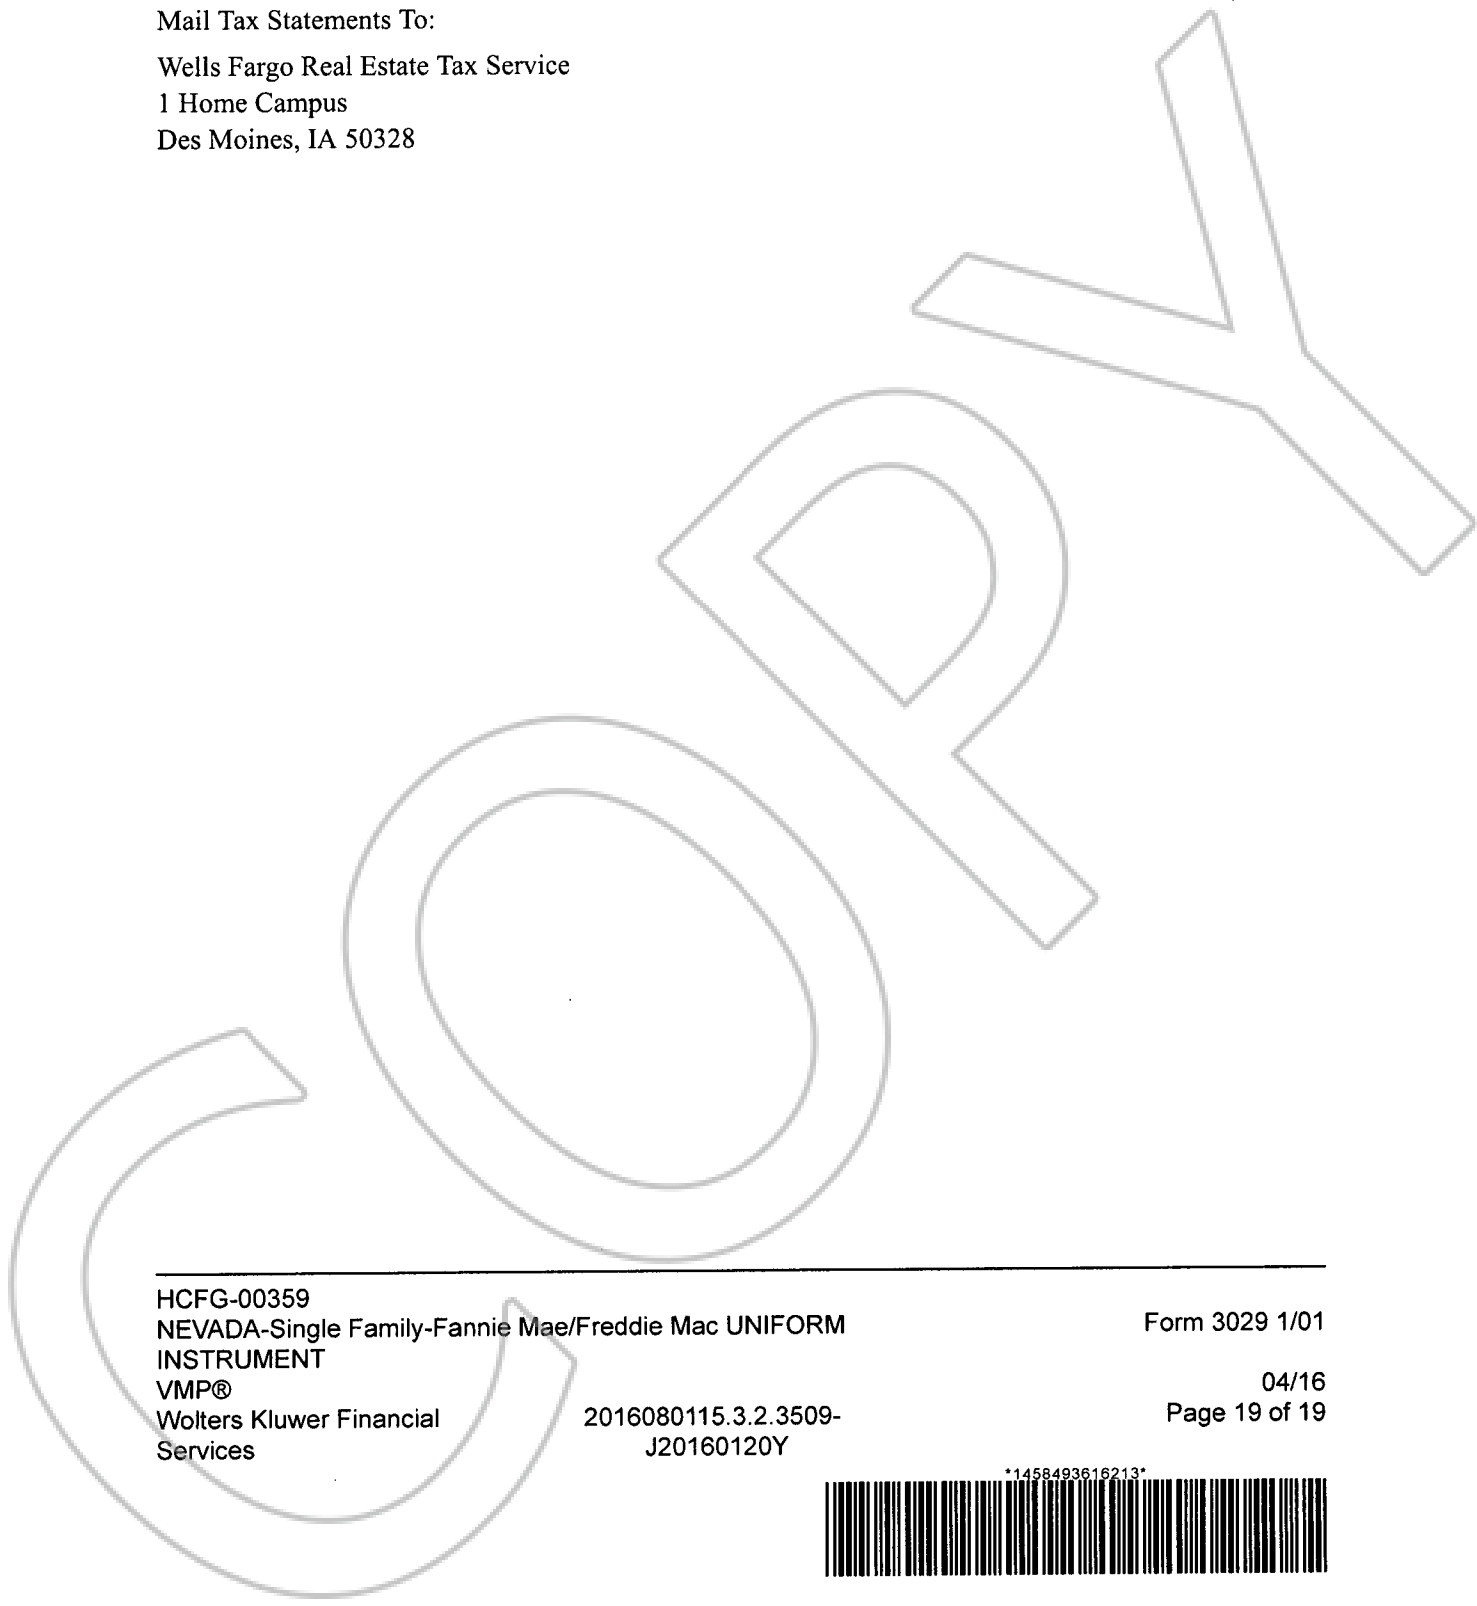 Mail Tax Statements To:
Wells Fargo Real Estate Tax Service
1 Home Campus
Des Moines, IA 50328
COPY
HCFG-00359
NEVADA-Single Family-Fannie Mae/Freddie Mac UNIFORM
INSTRUMENT
VMP®
Wolters Kluwer Financial
Services
2016080115.3.2.3509-
J20160120Y
Form 3029 1/01
04/16
Page 19 of 19
*1458493616213*